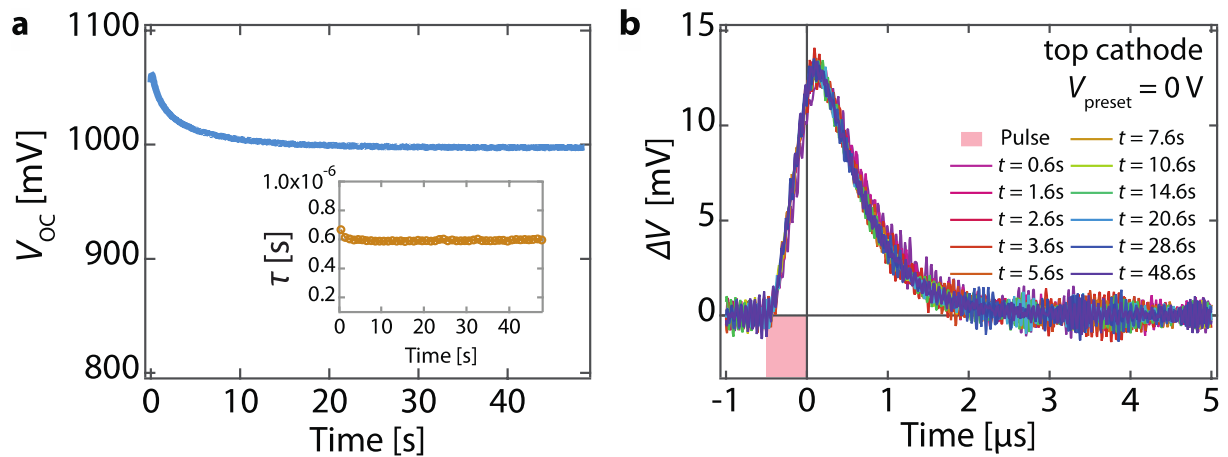 a
1100
1000
900
800
V_OC [mV]
0 10 20 30 40
Time [s]
1.0x10^-6
0.8
0.6
0.4
0.2
τ [s]
0 10 20 30 40
Time [s]
b
15
10
5
0
ΔV [mV]
-1 0 1 2 3 4 5
Time [μs]
top cathode
V_preset = 0 V
Pulse
t = 0.6s
t = 1.6s
t = 2.6s
t = 3.6s
t = 5.6s
t = 7.6s
t = 10.6s
t = 14.6s
t = 20.6s
t = 28.6s
t = 48.6s